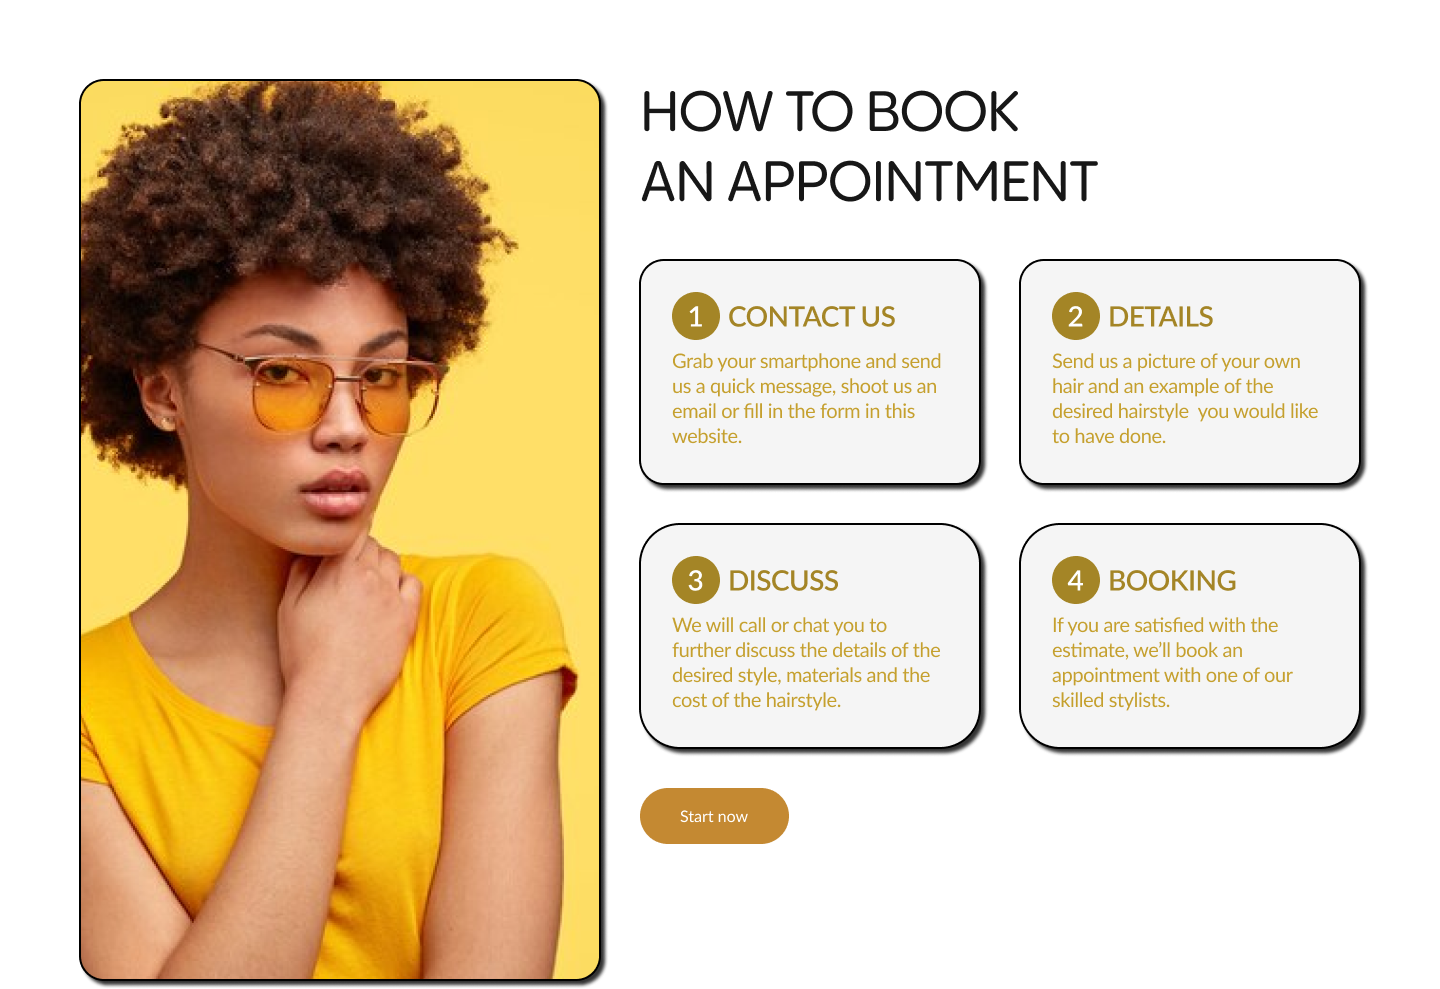 HOW TO BOOK
AN APPOINTMENT
1 CONTACT US
Grab your smartphone and send
us a quick message, shoot us an
email or fill in the form in this
website.
2 DETAILS
Send us a picture of your own
hair and an example of the
desired hairstyle  you would like
to have done.
3 DISCUSS
We will call or chat you to
further discuss the details of the
desired style, materials and the
cost of the hairstyle.
4 BOOKING
If you are satisfied with the
estimate, we’ll book an
appointment with one of our
skilled stylists.
Start now